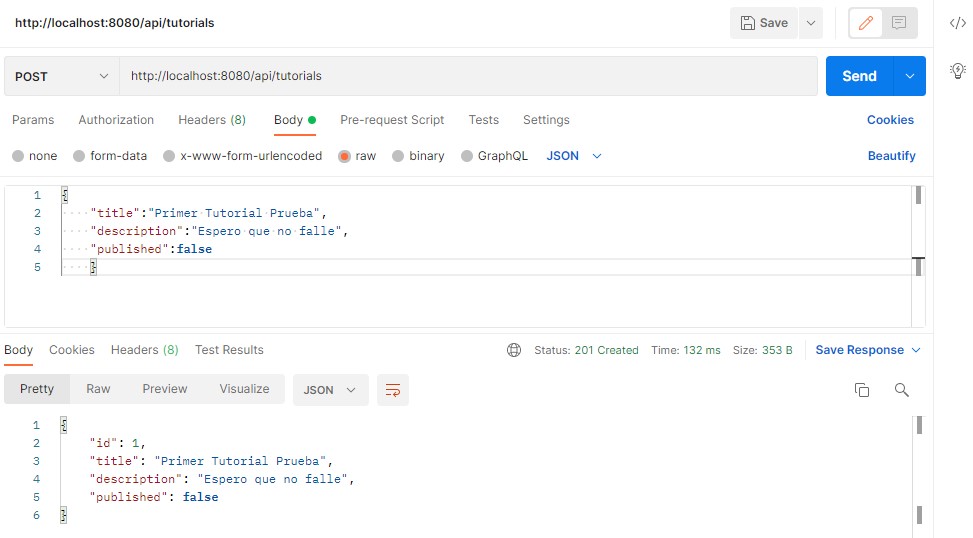 http://localhost:8080/api/tutorials
Save
POST
http://localhost:8080/api/tutorials
Send
Params Authorization Headers (8) Body Pre-request Script Tests Settings Cookies
none form-data x-www-form-urlencoded raw binary GraphQL JSON Beautify
1 {
2 "title":"Primer Tutorial Prueba",
3 "description":"Espero que no falle",
4 "published":false
5 }
Body Cookies Headers (8) Test Results Status: 201 Created Time: 132 ms Size: 353 B Save Response
Pretty Raw Preview Visualize JSON
1 {
2 "id": 1,
3 "title": "Primer Tutorial Prueba",
4 "description": "Espero que no falle",
5 "published": false
6 }